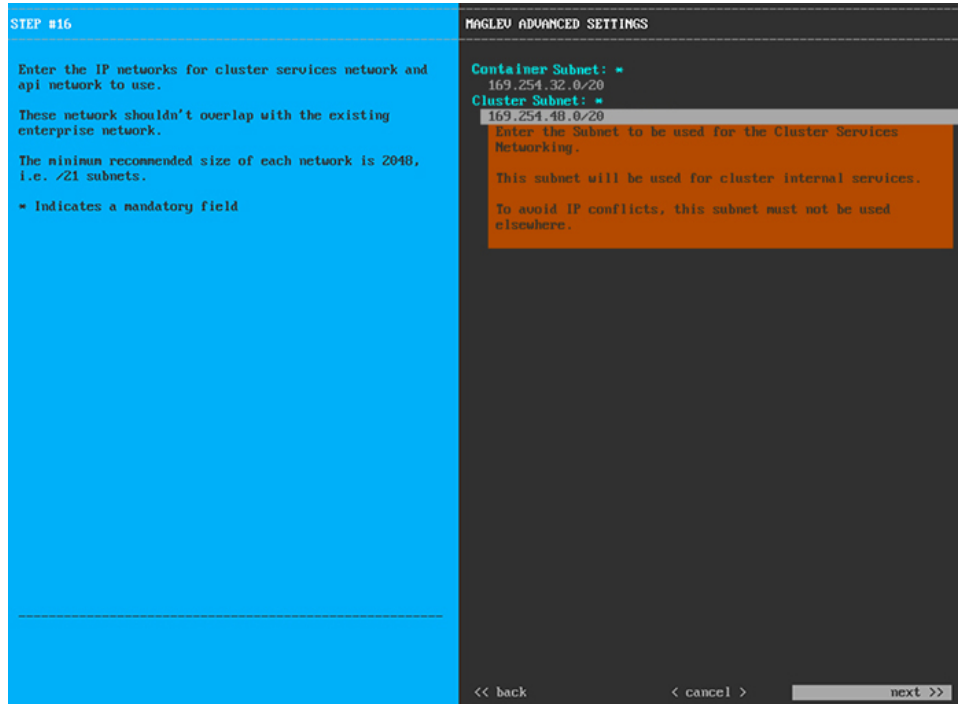 STEP #16
Enter the IP networks for cluster services network and
api network to use.
These network shouldn't overlap with the existing
enterprise network.
The minimum recommended size of each network is 2048,
i.e. /21 subnets.
* Indicates a mandatory field
MAGLEV ADVANCED SETTINGS
Container Subnet: *
169.254.32.0/20
Cluster Subnet: *
169.254.48.0/20
Enter the Subnet to be used for the Cluster Services
Networking.
This subnet will be used for cluster internal services.
To avoid IP conflicts, this subnet must not be used
elsewhere.
<< back < cancel > next >>